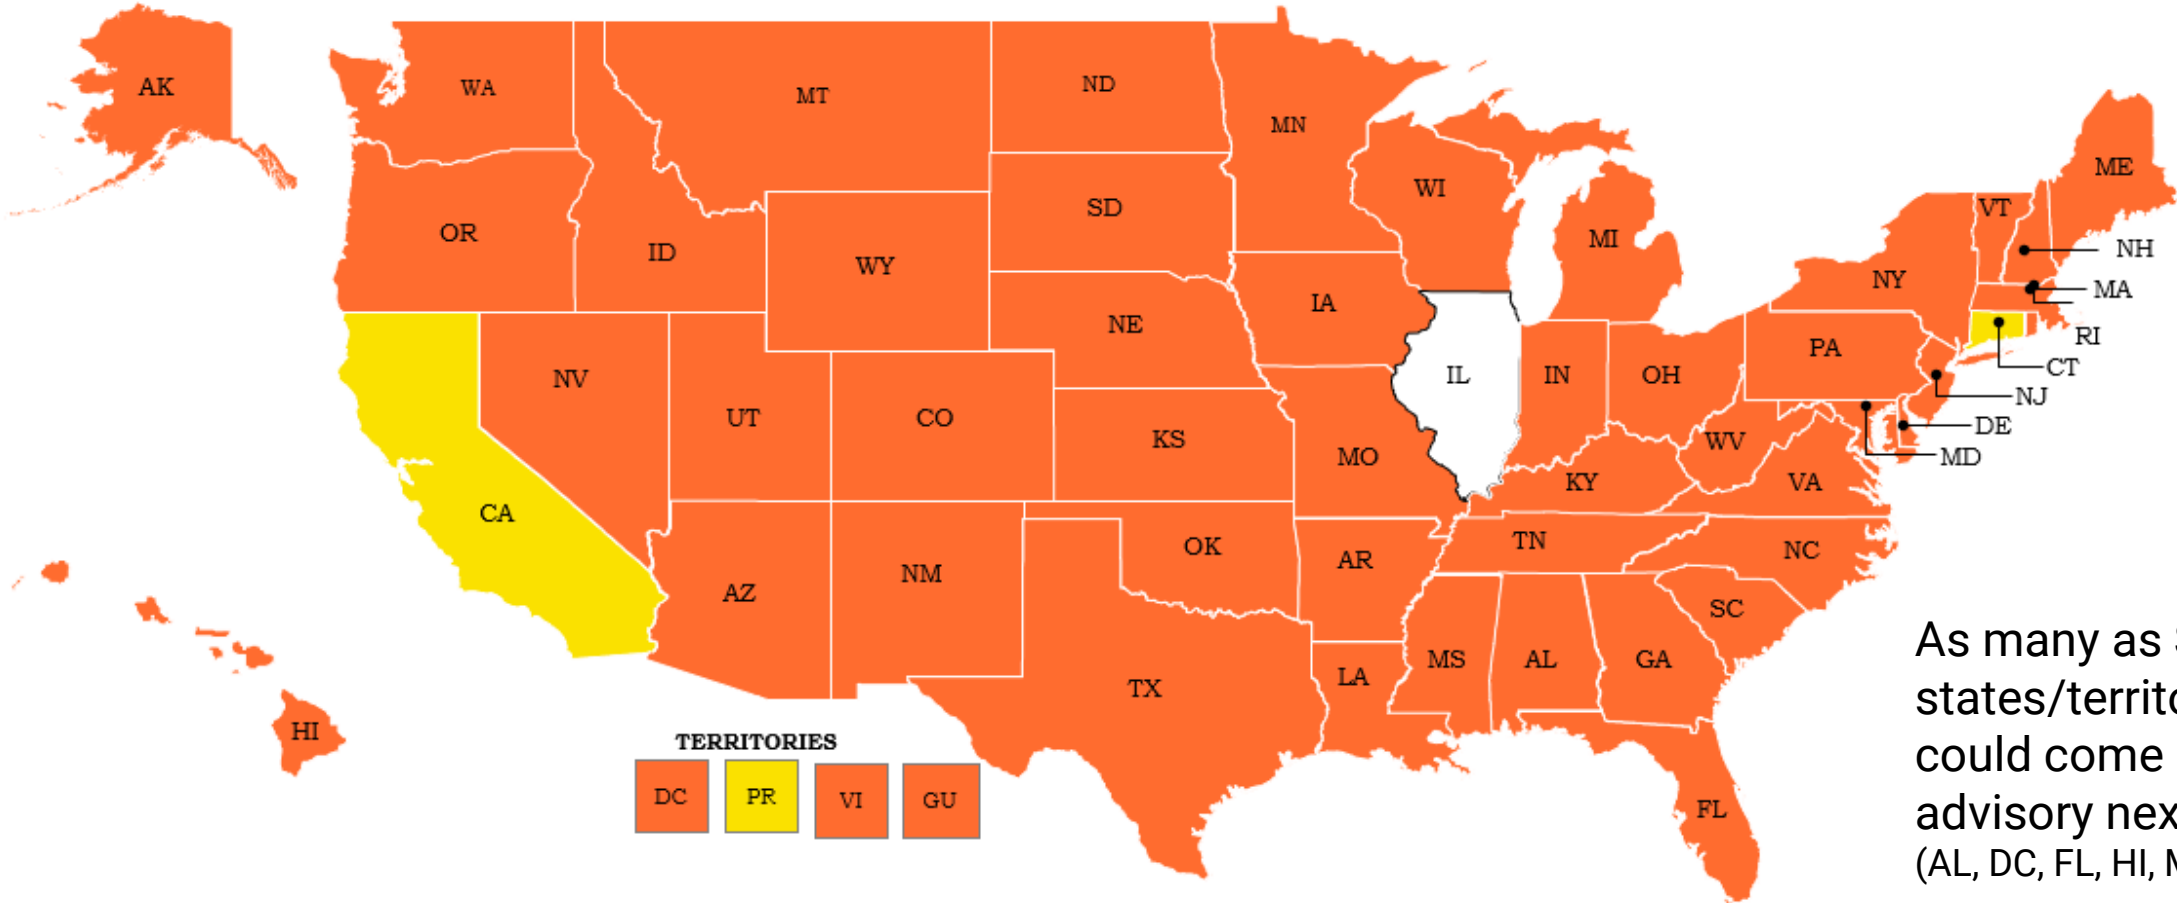 AK
WA
MT
ND
MN
ME
WI
VT
SD
OR
MI
NH
ID
WY
NY
MA
IA
NE
RI
PA
CT
NV
IL
IN
OH
NJ
UT
CO
DE
KS
WV
MD
MO
KY
VA
CA
TN
OK
NC
AR
NM
AZ
SC
MS
AL
GA
LA
TX
HI
FL
TERRITORIES
DC
PR
VI
GU
As many as
states/territo
could come
advisory nex
(AL, DC, FL, HI,